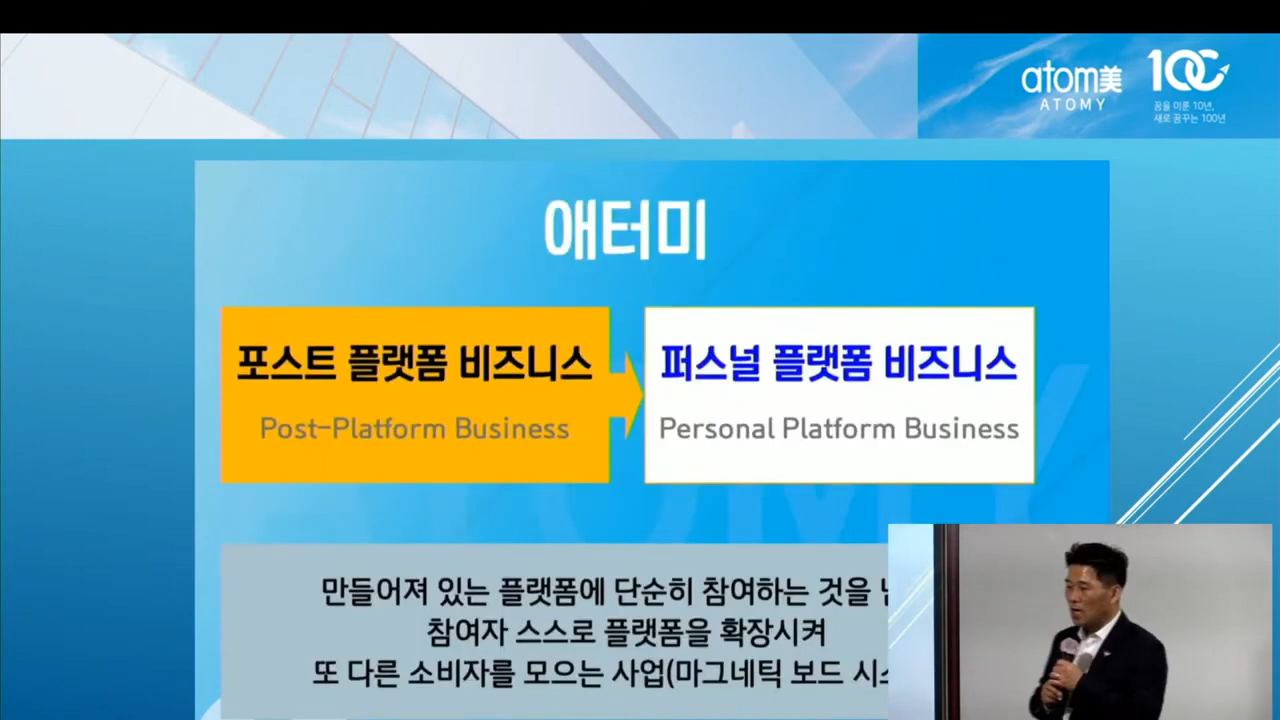 atom美
ATOMY
100
꿈을 이룬 10년,
새로 꿈꾸는 100년
애터미
포스트 플랫폼 비즈니스
Post-Platform Business
퍼스널 플랫폼 비즈니스
Personal Platform Business
만들어져 있는 플랫폼에 단순히 참여하는 것을
참여자 스스로 플랫폼을 확장시켜
또 다른 소비자를 모으는 사업(마그네틱 보드